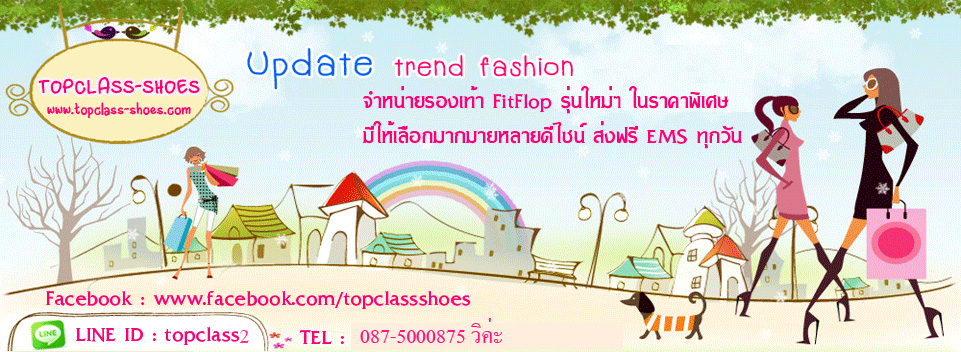 TOPCLASS-SHOES
www.topclass-shoes.com
Update trend fashion
จำหน่ายรองเท้า FitFlop รุ่นใหม่ๆ ในราคาพิเศษ
มีให้เลือกมากมายหลายดีไซน์ ส่งฟรี EMS ทุกวัน
Facebook : www.facebook.com/topclassshoes
LINE
LINE ID : topclass2
TEL : 087-5000875 วิค่ะ